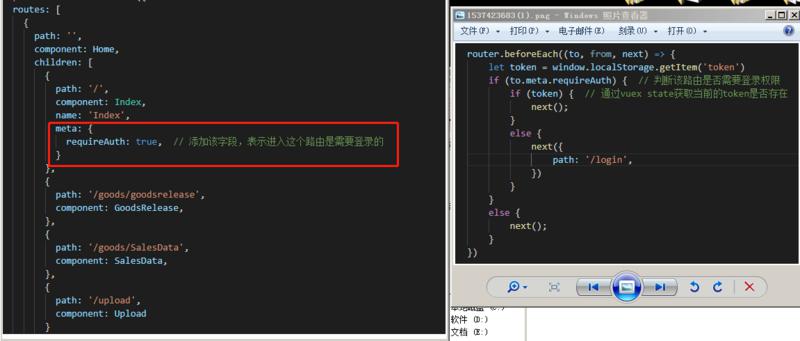 routes: [
{
path: '',
component: Home,
children: [
{
path: '/',
component: Index,
name: 'Index',
meta: {
requireAuth: true,  // 添加该字段，表示进入这个路由是需要登录的
}
},
{
path: '/goods/goodsrelease',
component: GoodsRelease,
},
{
path: '/goods/SalesData',
component: SalesData,
},
{
path: '/upload',
component: Upload
}
1537423683(1).png - Windows 照片查看器
文件(F) 打印(P) 电子邮件(E) 刻录(U) 打开(O)
router.beforeEach((to, from, next) => {
let token = window.localStorage.getItem('token')
if (to.meta.requireAuth) {  // 判断该路由是否需要登录权限
if (token) {  // 通过vuex state获取当前的token是否存在
next();
}
else {
next({
path: '/login',
})
}
}
else {
next();
}
})
软件 (D:)
文档 (E:)